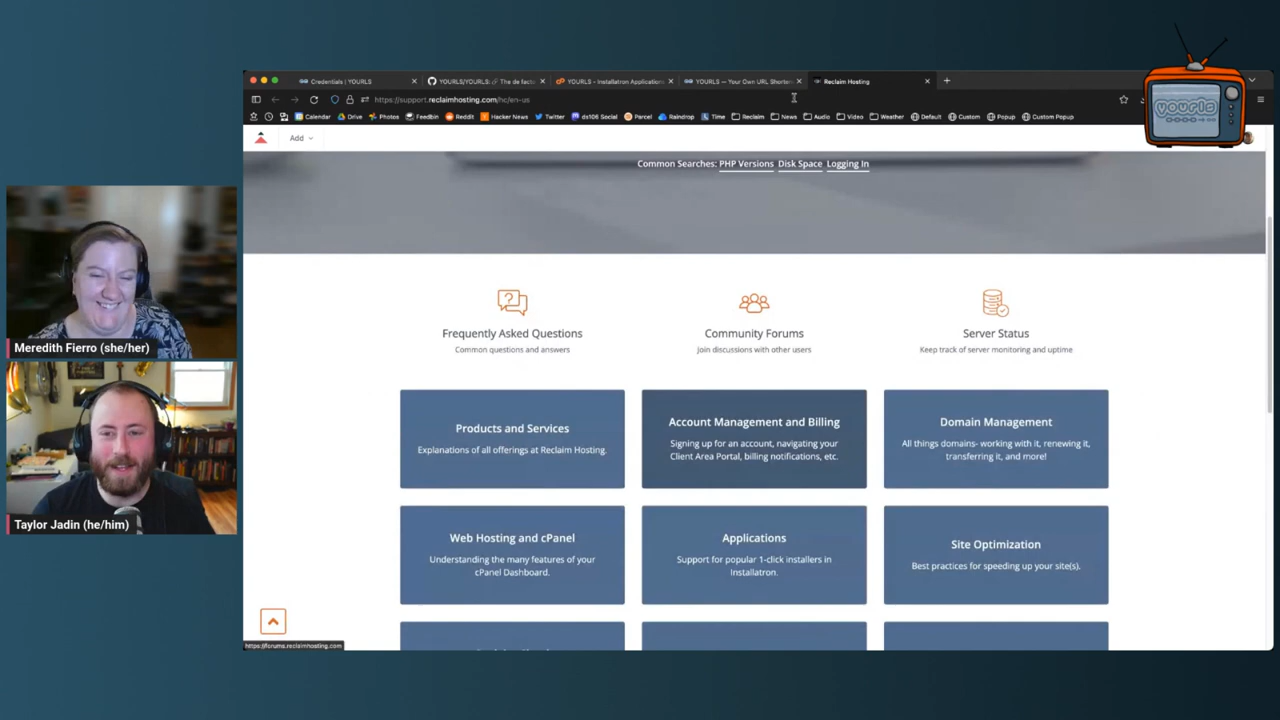 Credentials | YOURLS
YOURLS/YOURLS: The de fac
YOURLS - Installatron Application
YOURLS — Your Own URL Shorten
Reclaim Hosting
https://support.reclaimhosting.com/hc/en-us
Calendar Drive Photos Feedbin Reddit Hacker News Twitter ds106 Social Parcel Raindrop Time Reclaim News Audio Video Weather Default Custom Popup Custom Popup
YOURLS
Add
Common Searches: PHP Versions Disk Space Logging In
Frequently Asked Questions
Common questions and answers
Community Forums
Join discussions with other users
Server Status
Keep track of server monitoring and uptime
Products and Services
Explanations of all offerings at Reclaim Hosting.
Account Management and Billing
Signing up for an account, navigating your
Client Area Portal, billing notifications, etc.
Domain Management
All things domains- working with it, renewing it,
transferring it, and more!
Web Hosting and cPanel
Understanding the many features of your
cPanel Dashboard.
Applications
Support for popular 1-click installers in
Installatron.
Site Optimization
Best practices for speeding up your site(s).
https://forums.reclaimhosting.com
Meredith Fierro (she/her)
Taylor Jadin (he/him)